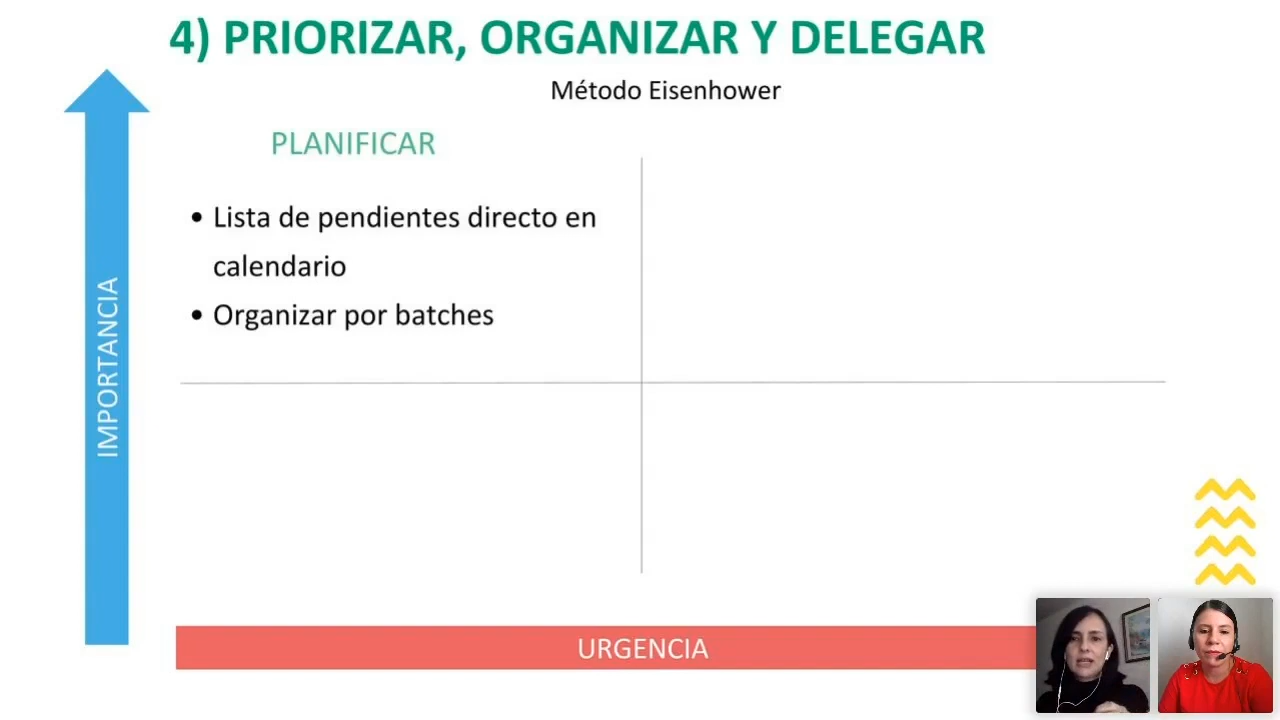 4) PRIORIZAR, ORGANIZAR Y DELEGAR
Método Eisenhower
PLANIFICAR
• Lista de pendientes directo en
calendario
• Organizar por batches
IMPORTANCIA
URGENCIA